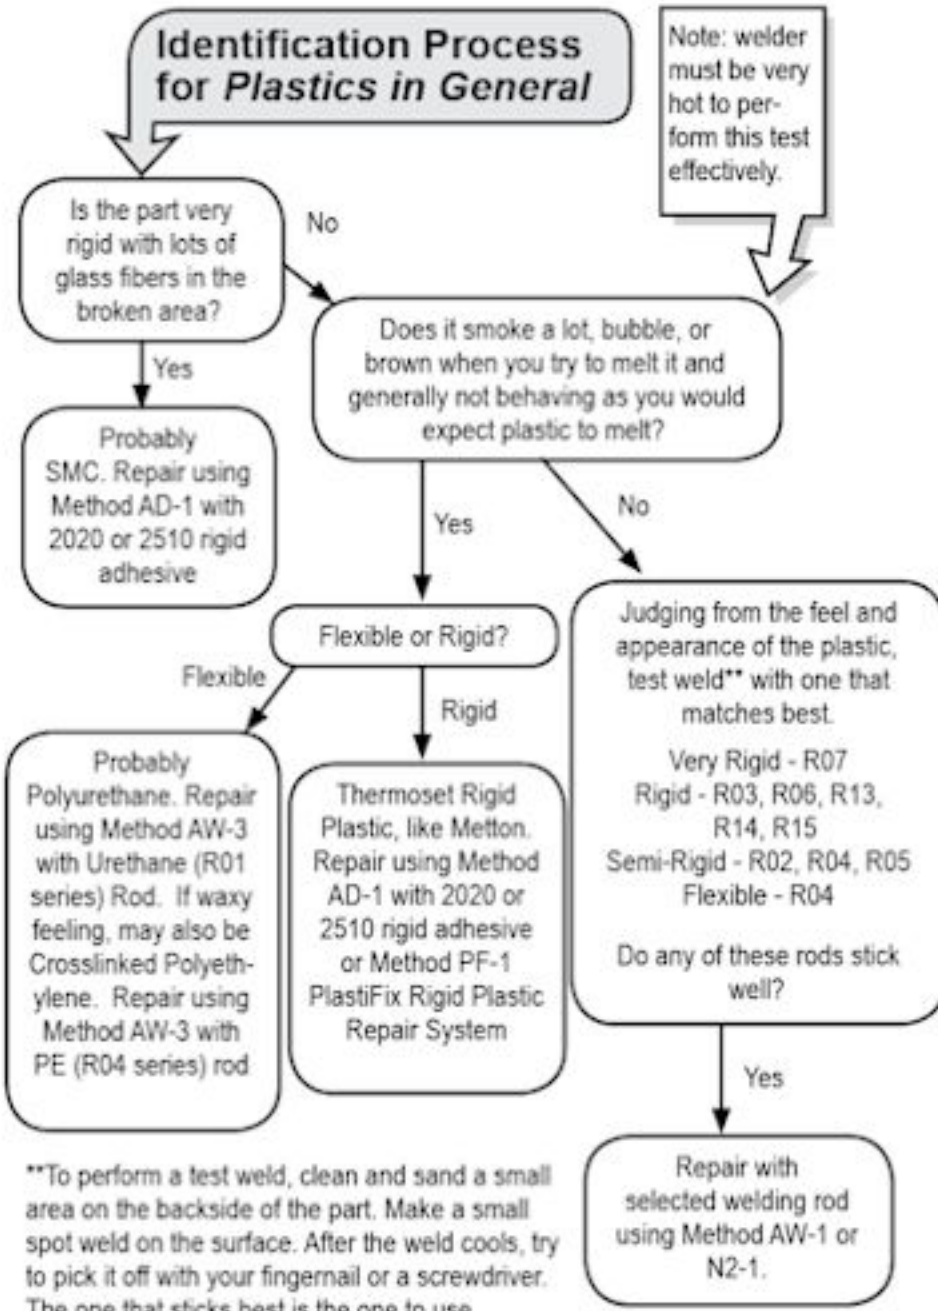 Identification Process
for Plastics in General
Note: welder
must be very
hot to per-
form this test
effectively.
Is the part very
rigid with lots of
glass fibers in the
broken area?
No
Yes
Does it smoke a lot, bubble, or
brown when you try to melt it and
generally not behaving as you would
expect plastic to melt?
Probably
SMC. Repair using
Method AD-1 with
2020 or 2510 rigid
adhesive
Yes
No
Flexible or Rigid?
Flexible
Rigid
Judging from the feel and
appearance of the plastic,
test weld** with one that
matches best.
Very Rigid - R07
Rigid - R03, R06, R13,
R14, R15
Semi-Rigid - R02, R04, R05
Flexible - R04
Do any of these rods stick
well?
Probably
Polyurethane. Repair
using Method AW-3
with Urethane (R01
series) Rod. If waxy
feeling, may also be
Crosslinked Polyeth-
ylene. Repair using
Method AW-3 with
PE (R04 series) rod
Thermoset Rigid
Plastic, like Metton.
Repair using Method
AD-1 with 2020 or
2510 rigid adhesive
or Method PF-1
PlastiFix Rigid Plastic
Repair System
Yes
Repair with
selected welding rod
using Method AW-1 or
N2-1.
**To perform a test weld, clean and sand a small
area on the backside of the part. Make a small
spot weld on the surface. After the weld cools, try
to pick it off with your fingernail or a screwdriver.
The one that sticks best is the one to use